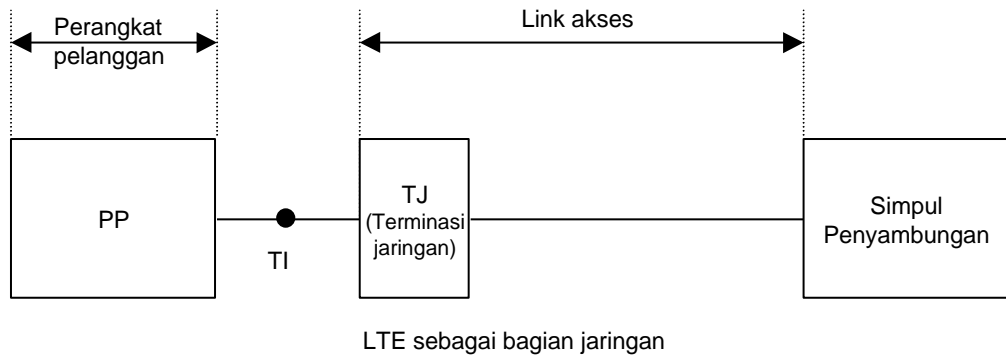 Perangkat
pelanggan
Link akses
PP
TI
TJ
(Terminasi
jaringan)
Simpul
Penyambungan
LTE sebagai bagian jaringan